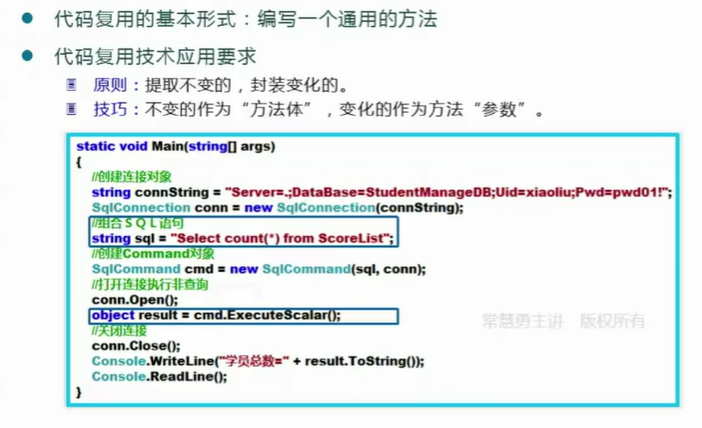 代码复用的基本形式：编写一个通用的方法
代码复用技术应用要求
原则：提取不变的，封装变化的。
技巧：不变的作为“方法体”，变化的作为方法“参数”。
static void Main(string[] args)
{
//创建连接对象
string connString = "Server=.;DataBase=StudentManageDB;Uid=xiaoliu;Pwd=pwd01!";
SqlConnection conn = new SqlConnection(connString);
//组合ＳＱＬ语句
string sql = "Select count(*) from ScoreList";
//创建Command对象
SqlCommand cmd = new SqlCommand(sql, conn);
//打开连接执行非查询
conn.Open();
object result = cmd.ExecuteScalar();
常慧勇主讲 版权所有
//关闭连接
conn.Close();
Console.WriteLine("学员总数=" + result.ToString());
Console.ReadLine();
}